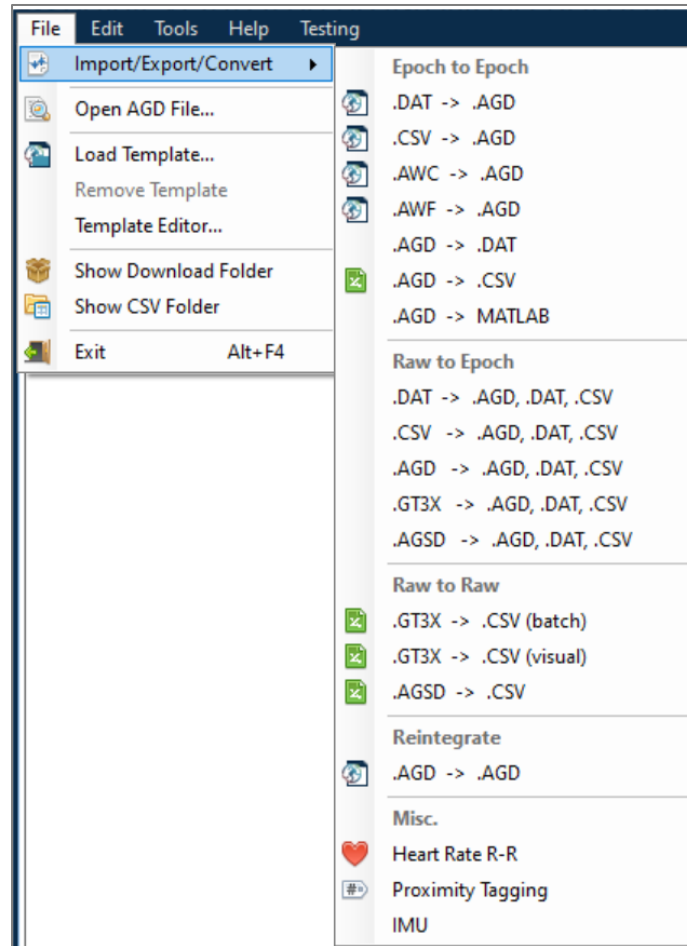 File Edit Tools Help Testing
Import/Export/Convert
Open AGD File...
Load Template...
Remove Template
Template Editor...
Show Download Folder
Show CSV Folder
Exit Alt+F4
Epoch to Epoch
.DAT -> .AGD
.CSV -> .AGD
.AWC -> .AGD
.AWF -> .AGD
.AGD -> .DAT
.AGD -> .CSV
.AGD -> MATLAB
Raw to Epoch
.DAT -> .AGD, .DAT, .CSV
.CSV -> .AGD, .DAT, .CSV
.AGD -> .AGD, .DAT, .CSV
.GT3X -> .AGD, .DAT, .CSV
.AGSD -> .AGD, .DAT, .CSV
Raw to Raw
.GT3X -> .CSV (batch)
.GT3X -> .CSV (visual)
.AGSD -> .CSV
Reintegrate
.AGD -> .AGD
Misc.
Heart Rate R-R
Proximity Tagging
IMU